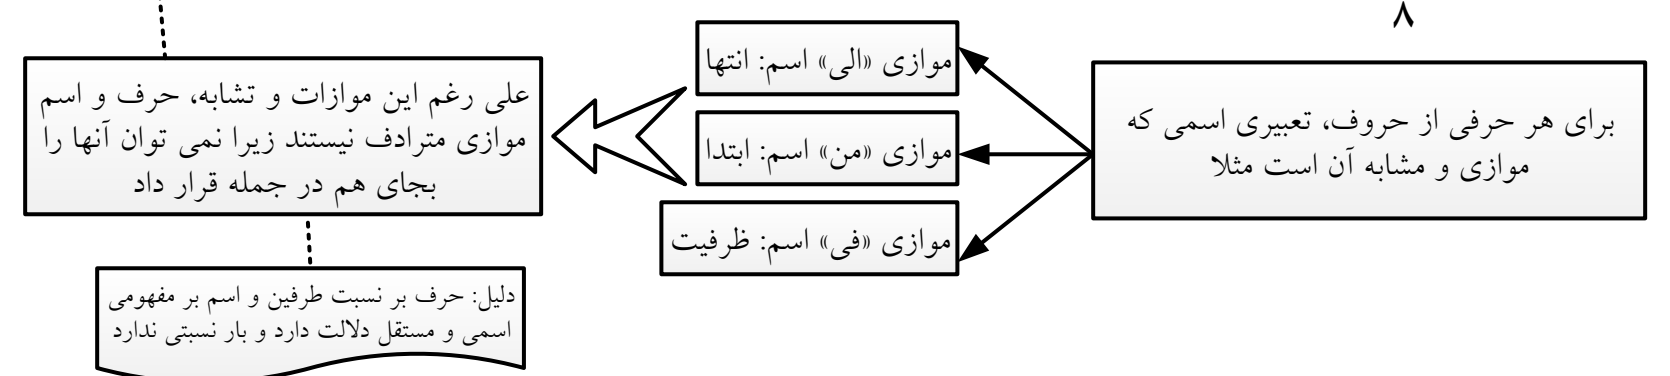 ۸
برای هر حرفی از حروف، تعبیری اسمی که
موازی و مشابه آن است مثلا
موازی «الی» اسم: انتها
موازی «من» اسم: ابتدا
موازی «فی» اسم: ظرفیت
علی رغم این موازات و تشابه، حرف و اسم
موازی مترادف نیستند زیرا نمی توان آنها را
بجای هم در جمله قرار داد
دلیل: حرف بر نسبت طرفین و اسم بر مفهومی
اسمی و مستقل دلالت دارد و بار نسبتی ندارد